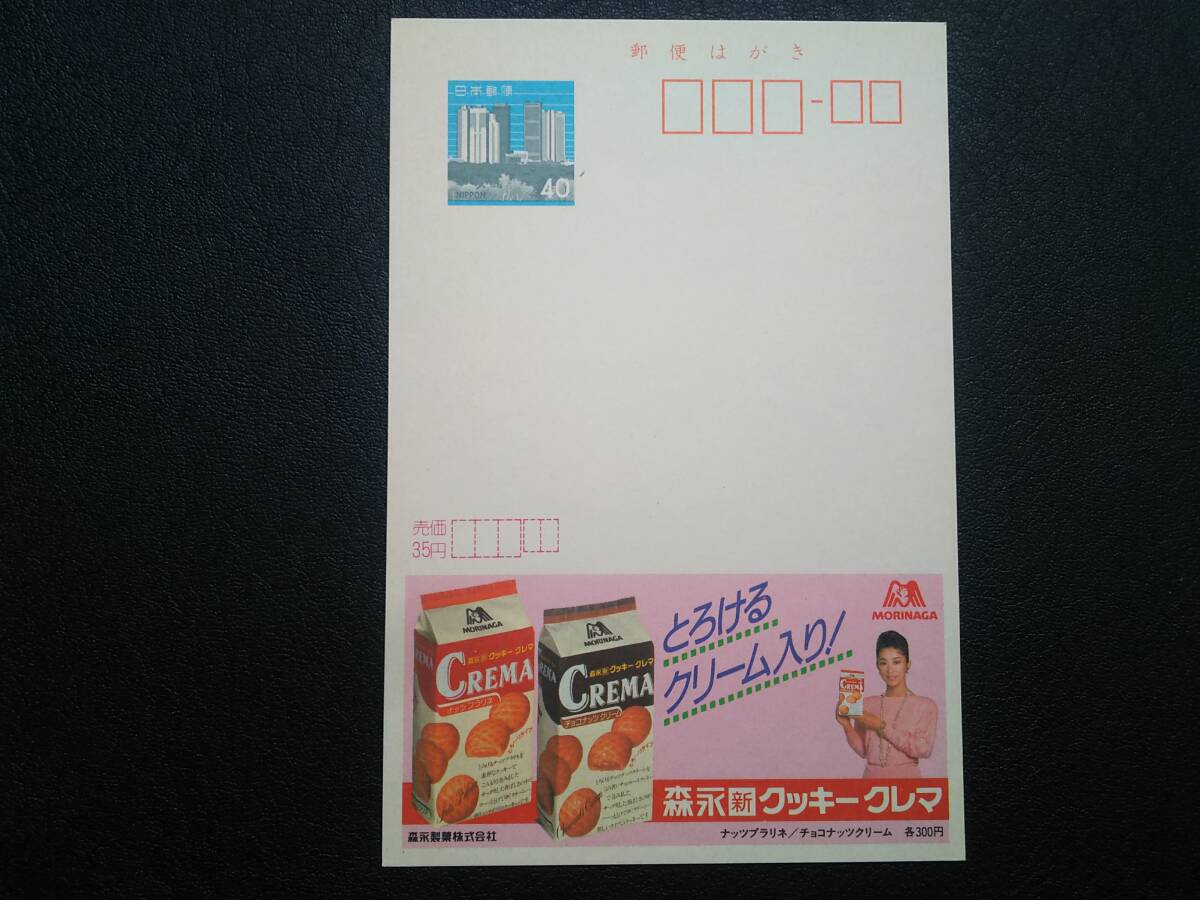 郵便はがき
日本郵便
NIPPON 40
売価
35円
とろける
クリーム入り!
MORINAGA
MORINAGA
森永新クッキークレマ
CREMA
ナッツプラリネ
MORINAGA
森永新クッキークレマ
CREMA
チョコナッツクリーム
CREMA
森永新クッキークレマ
森永製菓株式会社
ナッツプラリネ/チョコナッツクリーム 各300円